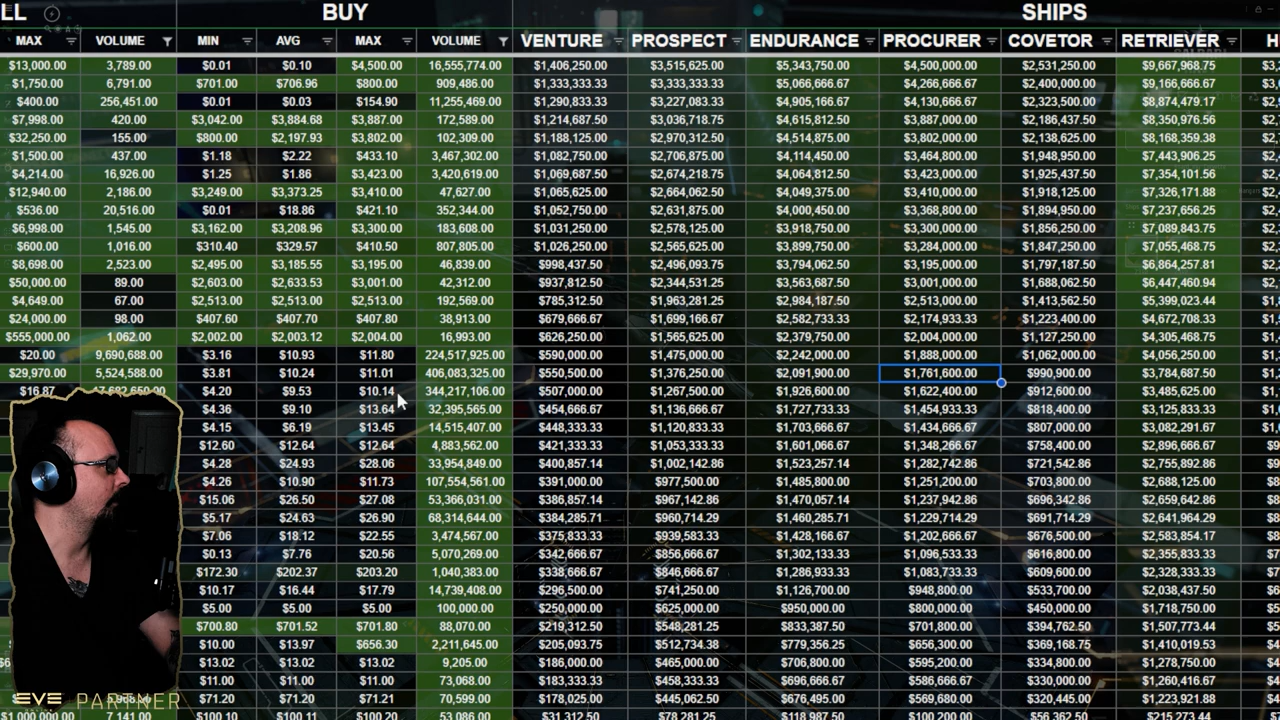 LL BUY SHIPS
MAX VOLUME MIN AVG MAX VOLUME VENTURE PROSPECT ENDURANCE PROCURER COVETOR RETRIEVER H
$13,000.00 3,789.00 $0.01 $0.10 $4,500.00 16,555,774.00 $1,406,250.00 $3,515,625.00 $5,343,750.00 $4,500,000.00 $2,531,250.00 $9,667,968.75
$1,750.00 6,791.00 $701.00 $706.96 $800.00 909,486.00 $1,333,333.33 $3,333,333.33 $5,066,666.67 $4,266,666.67 $2,400,000.00 $9,166,666.67
$400.00 256,451.00 $0.01 $0.03 $154.90 11,255,469.00 $1,290,833.33 $3,227,083.33 $4,905,166.67 $4,130,666.67 $2,323,500.00 $8,874,479.17
$7,998.00 420.00 $3,042.00 $3,884.68 $3,887.00 172,589.00 $1,214,687.50 $3,036,718.75 $4,615,812.50 $3,887,000.00 $2,186,437.50 $8,350,976.56
$32,250.00 155.00 $800.00 $2,197.93 $3,802.00 102,309.00 $1,188,125.00 $2,970,312.50 $4,514,875.00 $3,802,000.00 $2,138,625.00 $8,168,359.38
$1,500.00 437.00 $1.18 $2.22 $433.10 3,467,302.00 $1,082,750.00 $2,706,875.00 $4,114,450.00 $3,464,800.00 $1,948,950.00 $7,443,906.25
$4,214.00 16,926.00 $1.25 $1.86 $3,423.00 3,420,619.00 $1,069,687.50 $2,674,218.75 $4,064,812.50 $3,423,000.00 $1,925,437.50 $7,354,101.56
$12,940.00 2,186.00 $3,249.00 $3,373.25 $3,410.00 47,627.00 $1,065,625.00 $2,664,062.50 $4,049,375.00 $3,410,000.00 $1,918,125.00 $7,326,171.88
$536.00 20,516.00 $0.01 $18.86 $421.10 352,344.00 $1,052,750.00 $2,631,875.00 $4,000,450.00 $3,368,800.00 $1,894,950.00 $7,237,656.25
$6,998.00 1,545.00 $3,162.00 $3,208.96 $3,300.00 183,608.00 $1,031,250.00 $2,578,125.00 $3,918,750.00 $3,300,000.00 $1,856,250.00 $7,089,843.75
$600.00 1,016.00 $310.40 $329.57 $410.50 807,805.00 $1,026,250.00 $2,565,625.00 $3,899,750.00 $3,284,000.00 $1,847,250.00 $7,055,468.75
$8,698.00 2,523.00 $2,495.00 $3,185.55 $3,195.00 46,839.00 $998,437.50 $2,496,093.75 $3,794,062.50 $3,195,000.00 $1,797,187.50 $6,864,257.81
$50,000.00 89.00 $2,603.00 $2,633.53 $3,001.00 42,312.00 $937,812.50 $2,344,531.25 $3,563,687.50 $3,001,000.00 $1,688,062.50 $6,447,460.94
$4,649.00 67.00 $2,513.00 $2,513.00 $2,513.00 192,569.00 $785,312.50 $1,963,281.25 $2,984,187.50 $2,513,000.00 $1,413,562.50 $5,399,023.44
$24,000.00 98.00 $407.60 $407.70 $407.80 38,913.00 $679,666.67 $1,699,166.67 $2,582,733.33 $2,174,933.33 $1,223,400.00 $4,672,708.33
$555,000.00 1,062.00 $2,002.00 $2,003.12 $2,004.00 16,993.00 $626,250.00 $1,565,625.00 $2,379,750.00 $2,004,000.00 $1,127,250.00 $4,305,468.75
$20.00 9,690,688.00 $3.16 $10.93 $11.80 224,517,925.00 $590,000.00 $1,475,000.00 $2,242,000.00 $1,888,000.00 $1,062,000.00 $4,056,250.00
$29,970.00 5,524,588.00 $3.81 $10.24 $11.01 406,083,325.00 $550,500.00 $1,376,250.00 $2,091,900.00 $1,761,600.00 $990,900.00 $3,784,687.50
$16.87 $4.20 $9.53 $10.14 344,217,106.00 $507,000.00 $1,267,500.00 $1,926,600.00 $1,622,400.00 $912,600.00 $3,485,625.00
$4.36 $9.10 $13.64 32,395,565.00 $454,666.67 $1,136,666.67 $1,727,733.33 $1,454,933.33 $818,400.00 $3,125,833.33
$4.15 $6.19 $13.45 14,515,407.00 $448,333.33 $1,120,833.33 $1,703,666.67 $1,434,666.67 $807,000.00 $3,082,291.67
$12.60 $12.64 $12.64 4,883,562.00 $421,333.33 $1,053,333.33 $1,601,066.67 $1,348,266.67 $758,400.00 $2,896,666.67
$4.28 $24.93 $28.06 33,954,849.00 $400,857.14 $1,002,142.86 $1,523,257.14 $1,282,742.86 $721,542.86 $2,755,892.86
$4.26 $10.90 $11.73 107,554,561.00 $391,000.00 $977,500.00 $1,485,800.00 $1,251,200.00 $703,800.00 $2,688,125.00
$15.06 $26.50 $27.08 53,366,031.00 $386,857.14 $967,142.86 $1,470,057.14 $1,237,942.86 $696,342.86 $2,659,642.86
$5.17 $24.63 $26.90 68,314,644.00 $384,285.71 $960,714.29 $1,460,285.71 $1,229,714.29 $691,714.29 $2,641,964.29
$7.06 $18.12 $22.55 3,474,567.00 $375,833.33 $939,583.33 $1,428,166.67 $1,202,666.67 $676,500.00 $2,583,854.17
$0.13 $7.76 $20.56 5,070,269.00 $342,666.67 $856,666.67 $1,302,133.33 $1,096,533.33 $616,800.00 $2,355,833.33
$172.30 $202.37 $203.20 1,040,383.00 $338,666.67 $846,666.67 $1,286,933.33 $1,083,733.33 $609,600.00 $2,328,333.33
$10.17 $16.44 $17.79 14,739,408.00 $296,500.00 $741,250.00 $1,126,700.00 $948,800.00 $533,700.00 $2,038,437.50
$5.00 $5.00 $5.00 100,000.00 $250,000.00 $625,000.00 $950,000.00 $800,000.00 $450,000.00 $1,718,750.00
$700.80 $701.52 $701.80 88,070.00 $219,312.50 $548,281.25 $833,387.50 $701,800.00 $394,762.50 $1,507,773.44
$10.00 $13.97 $656.30 2,211,645.00 $205,093.75 $512,734.38 $779,356.25 $656,300.00 $369,168.75 $1,410,019.53
$13.02 $13.02 $13.02 9,205.00 $186,000.00 $465,000.00 $706,800.00 $595,200.00 $334,800.00 $1,278,750.00
$11.00 $11.00 $11.00 73,068.00 $183,333.33 $458,333.33 $696,666.67 $586,666.67 $330,000.00 $1,260,416.67
$71.20 $71.20 $71.21 70,599.00 $178,025.00 $445,062.50 $676,495.00 $569,680.00 $320,445.00 $1,223,921.88
$1,000,000.00 7,141.00 $100.10 $100.11 $100.20 53,086.00 $31,312.50 $78,281.25 $118,987.50 $100,200.00 $56,362.50 $215,273.44
EVE PARTNER